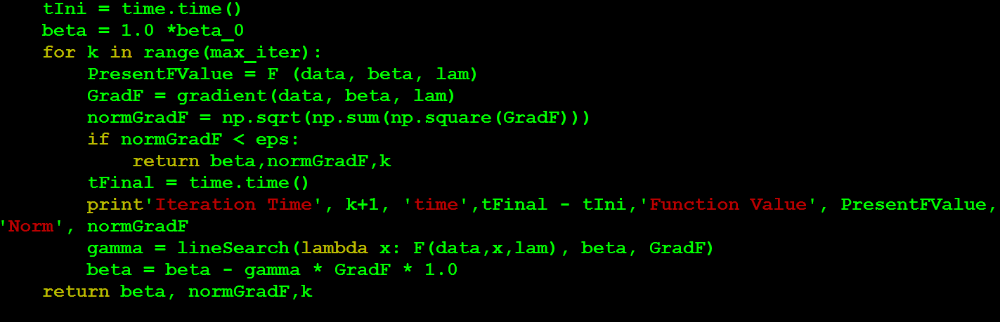 tIni = time.time()
beta = 1.0 *beta_0
for k in range(max_iter):
PresentFValue = F (data, beta, lam)
GradF = gradient(data, beta, lam)
normGradF = np.sqrt(np.sum(np.square(GradF)))
if normGradF < eps:
return beta,normGradF,k
tFinal = time.time()
print'Iteration Time', k+1, 'time',tFinal - tIni,'Function Value', PresentFValue,
'Norm', normGradF
gamma = lineSearch(lambda x: F(data,x,lam), beta, GradF)
beta = beta - gamma * GradF * 1.0
return beta, normGradF,k